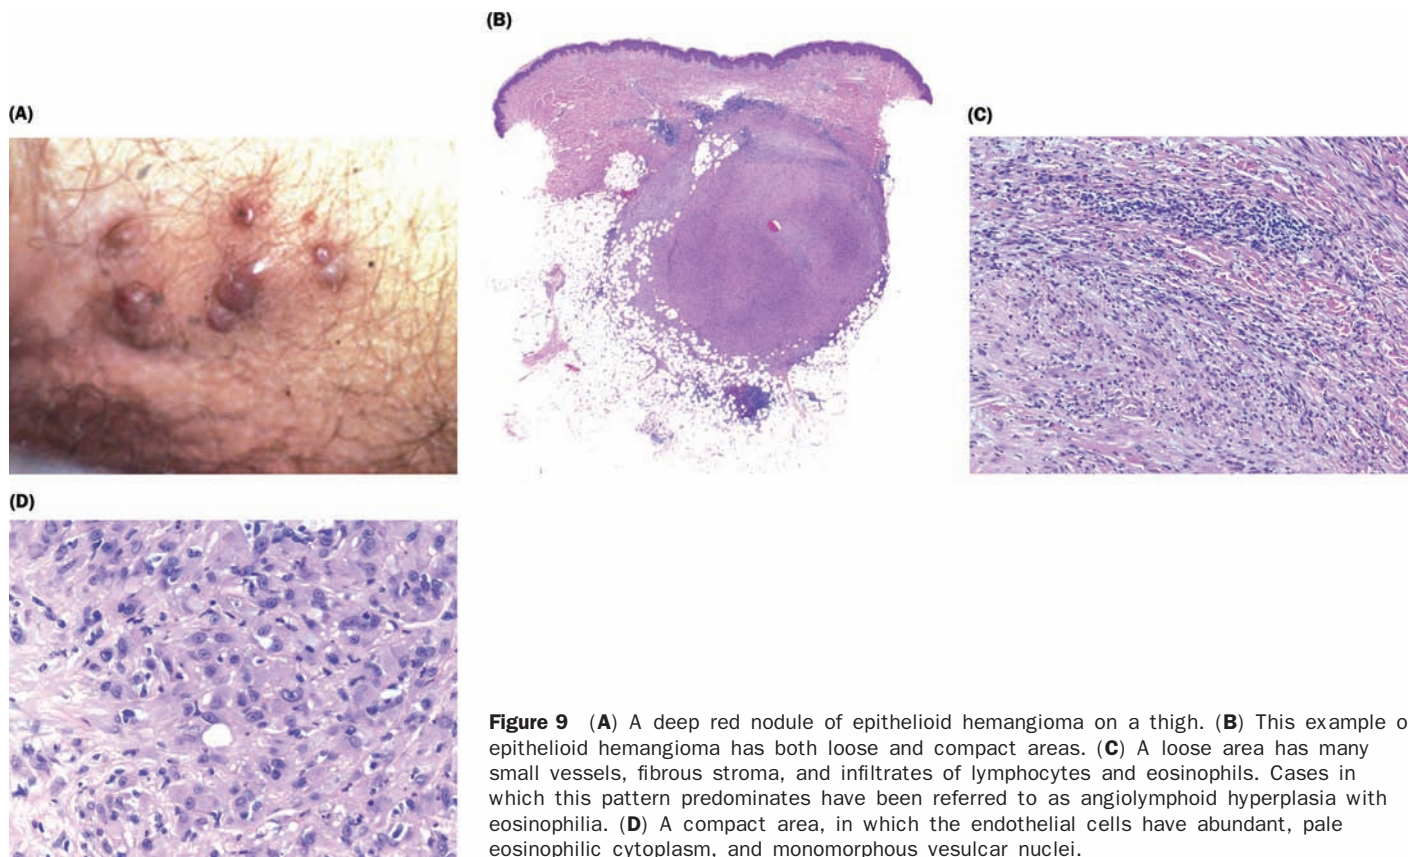 (B)
(A)
(C)
(D)
Figure 9 (A) A deep red nodule of epithelioid hemangioma on a thigh. (B) This example o
epithelioid hemangioma has both loose and compact areas. (C) A loose area has many
small vessels, fibrous stroma, and infiltrates of lymphocytes and eosinophils. Cases in
which this pattern predominates have been referred to as angiolymphoid hyperplasia with
eosinophilia. (D) A compact area, in which the endothelial cells have abundant, pale
eosinophilic cytoplasm, and monomorphous vesulcar nuclei.